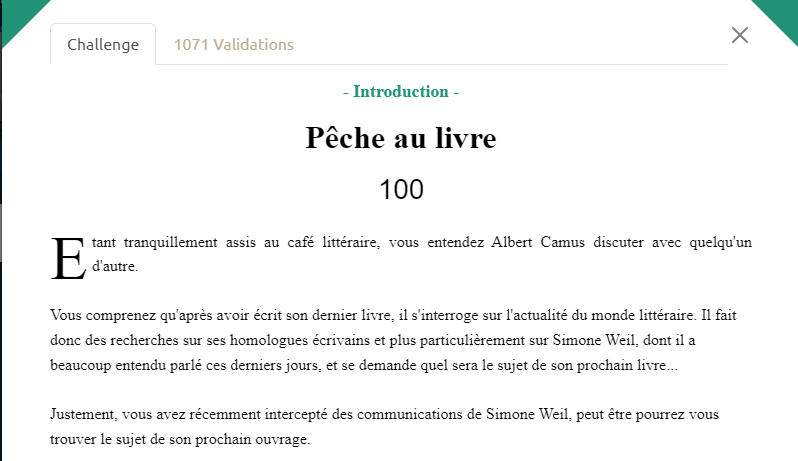 Challenge
1071 Validations
- Introduction -
Pêche au livre
100
Etant tranquillement assis au café littéraire, vous entendez Albert Camus discuter avec quelqu'un
d'autre.
Vous comprenez qu'après avoir écrit son dernier livre, il s'interroge sur l'actualité du monde littéraire. Il fait
donc des recherches sur ses homologues écrivains et plus particulièrement sur Simone Weil, dont il a
beaucoup entendu parlé ces derniers jours, et se demande quel sera le sujet de son prochain livre...
Justement, vous avez récemment intercepté des communications de Simone Weil, peut être pourrez vous
trouver le sujet de son prochain ouvrage.